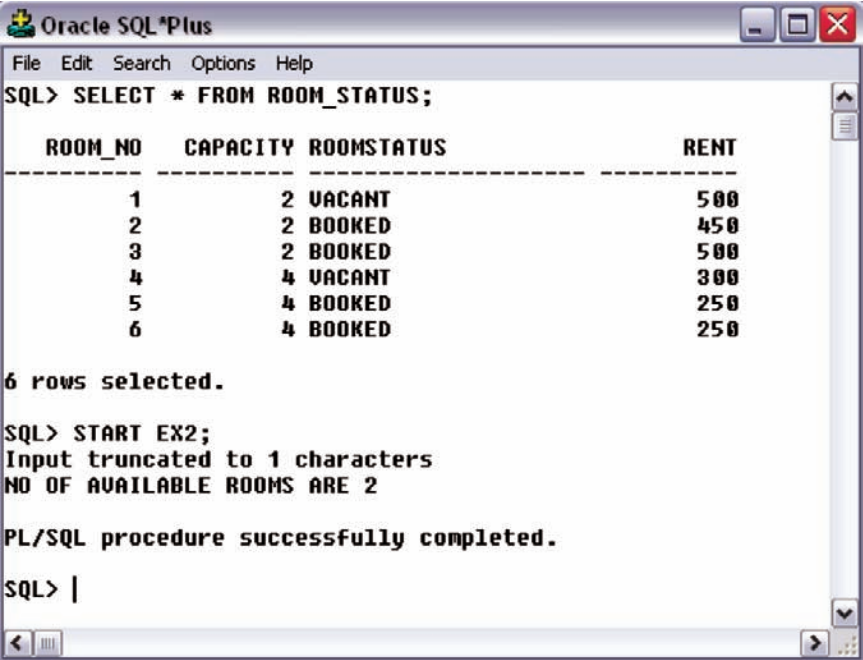 Oracle SQL*Plus
File Edit Search Options Help
SQL> SELECT * FROM ROOM_STATUS;
ROOM_NO CAPACITY ROOMSTATUS RENT
---------- ---------- -------------------- ----------
1 2 VACANT 500
2 2 BOOKED 450
3 2 BOOKED 500
4 4 VACANT 300
5 4 BOOKED 250
6 4 BOOKED 250
6 rows selected.
SQL> START EX2;
Input truncated to 1 characters
NO OF AVAILABLE ROOMS ARE 2
PL/SQL procedure successfully completed.
SQL>